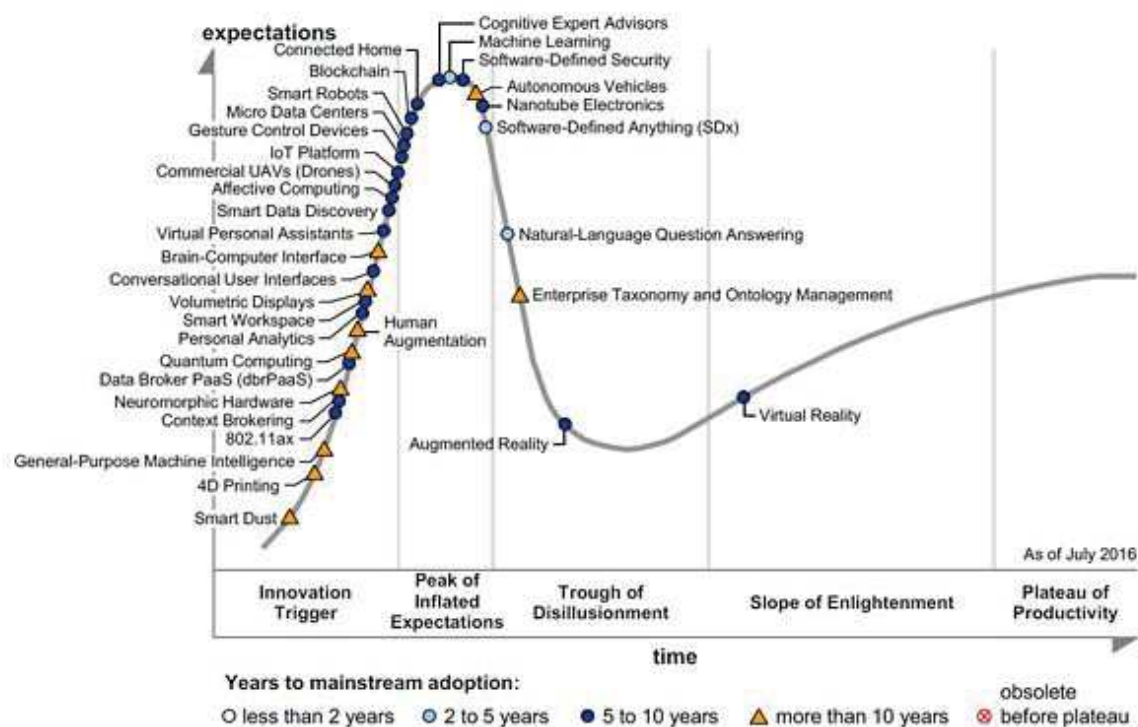 expectations
Cognitive Expert Advisors
Machine Learning
Connected Home
Software-Defined Security
Blockchain
Autonomous Vehicles
Smart Robots
Nanotube Electronics
Micro Data Centers
Software-Defined Anything (SDx)
Gesture Control Devices
IoT Platform
Commercial UAVs (Drones)
Affective Computing
Smart Data Discovery
Virtual Personal Assistants
Natural-Language Question Answering
Brain-Computer Interface
Conversational User Interfaces
Volumetric Displays
Enterprise Taxonomy and Ontology Management
Smart Workspace
Personal Analytics
Human
Augmentation
Quantum Computing
Data Broker PaaS (dbrPaaS)
Neuromorphic Hardware
Context Brokering
802.11ax
Virtual Reality
Augmented Reality
General-Purpose Machine Intelligence
4D Printing
Smart Dust
As of July 2016
Innovation
Trigger
Peak of
Inflated
Expectations
Trough of
Disillusionment
Slope of Enlightenment
Plateau of
Productivity
time
Years to mainstream adoption:
less than 2 years
2 to 5 years
5 to 10 years
more than 10 years
obsolete
before plateau